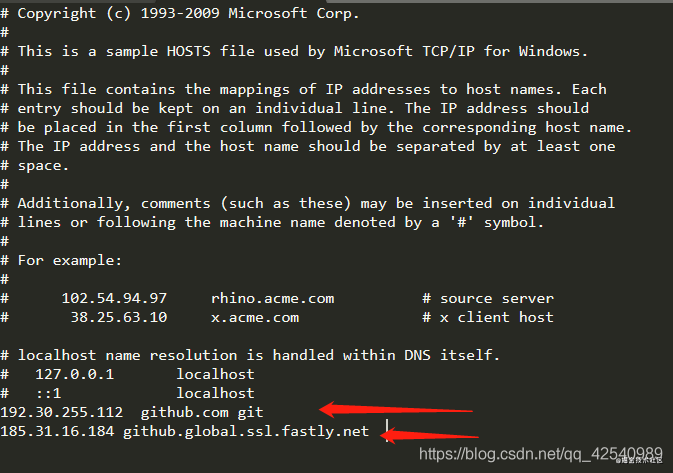 # Copyright (c) 1993-2009 Microsoft Corp.
#
# This is a sample HOSTS file used by Microsoft TCP/IP for Windows.
#
# This file contains the mappings of IP addresses to host names. Each
# entry should be kept on an individual line. The IP address should
# be placed in the first column followed by the corresponding host name.
# The IP address and the host name should be separated by at least one
# space.
#
# Additionally, comments (such as these) may be inserted on individual
# lines or following the machine name denoted by a '#' symbol.
#
# For example:
#
#      102.54.94.97     rhino.acme.com          # source server
#       38.25.63.10     x.acme.com              # x client host

# localhost name resolution is handled within DNS itself.
#   127.0.0.1       localhost
#   ::1             localhost
192.30.255.112  github.com git
185.31.16.184 github.global.ssl.fastly.net
https://blog.csdn.net/qq_42540989